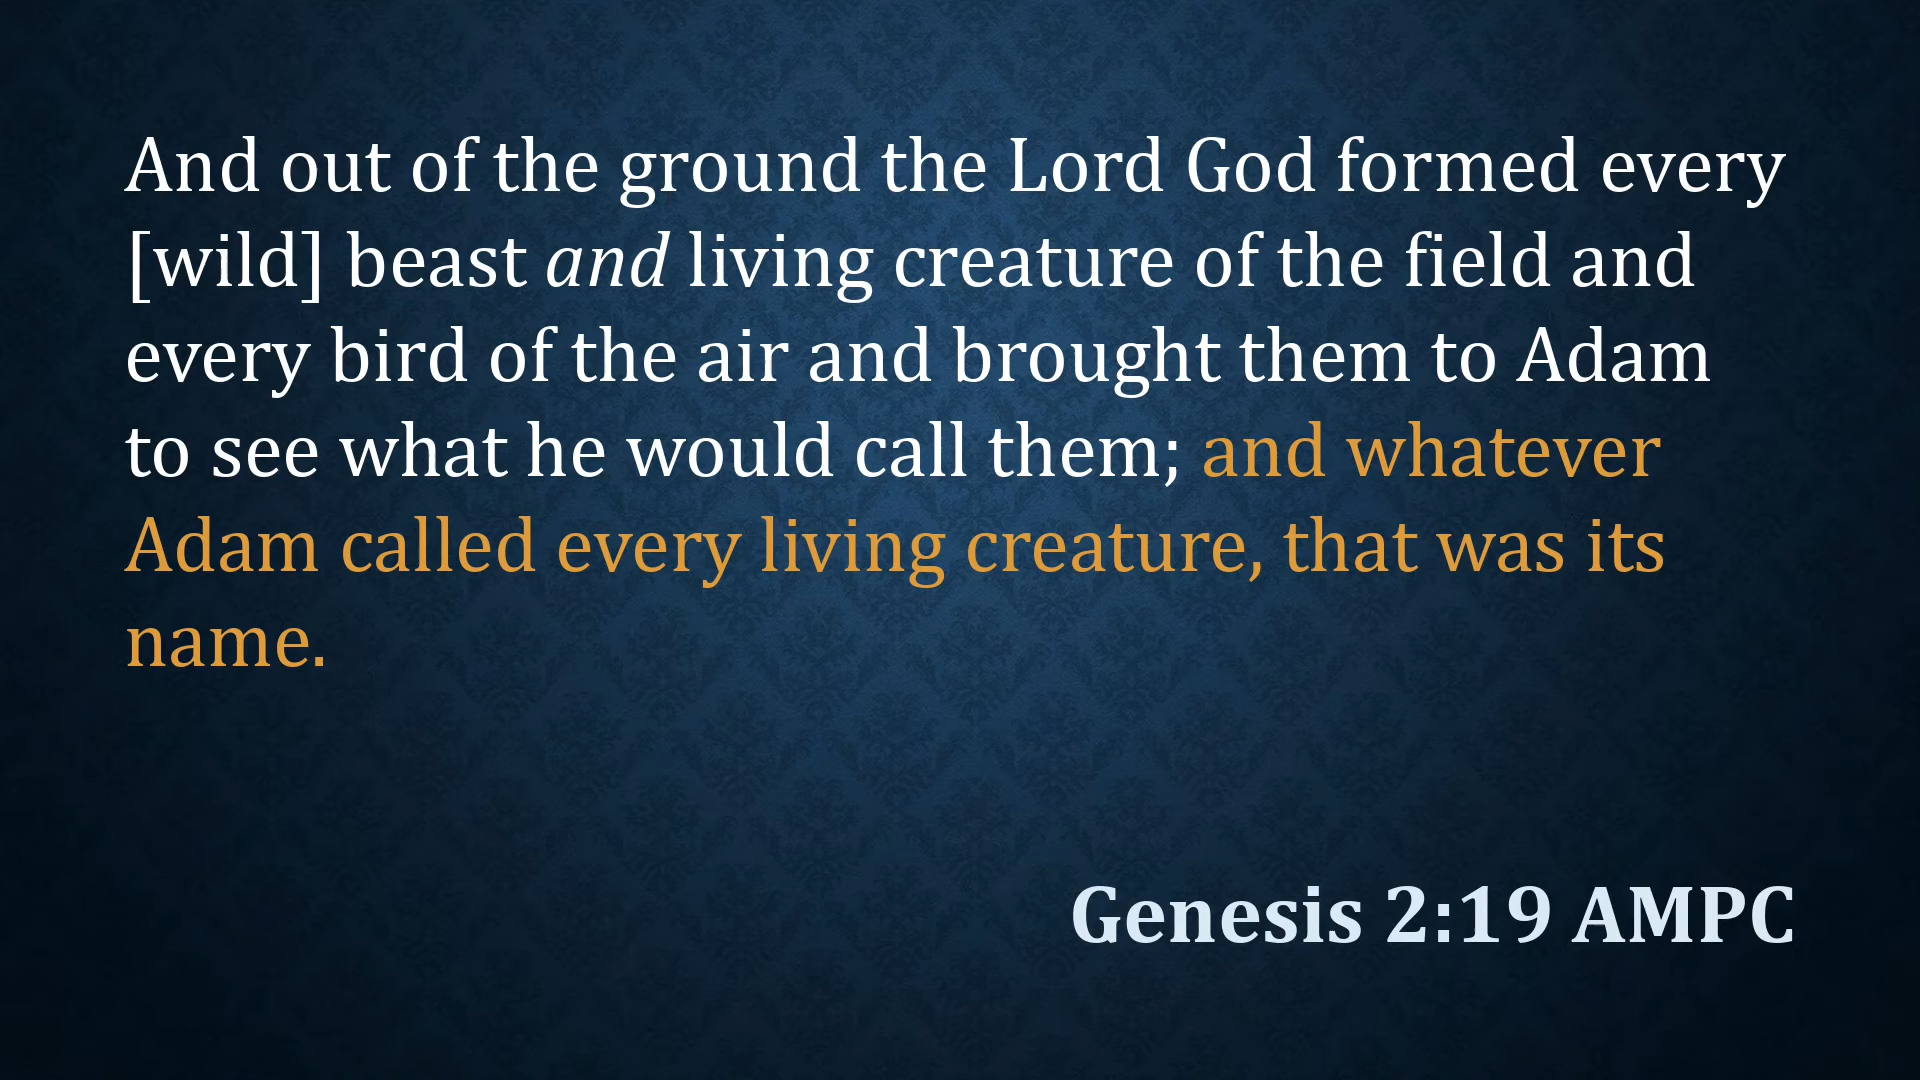 And out of the ground the Lord God formed every
[wild] beast and living creature of the field and
every bird of the air and brought them to Adam
to see what he would call them; and whatever
Adam called every living creature, that was its
name.
Genesis 2:19 AMPC